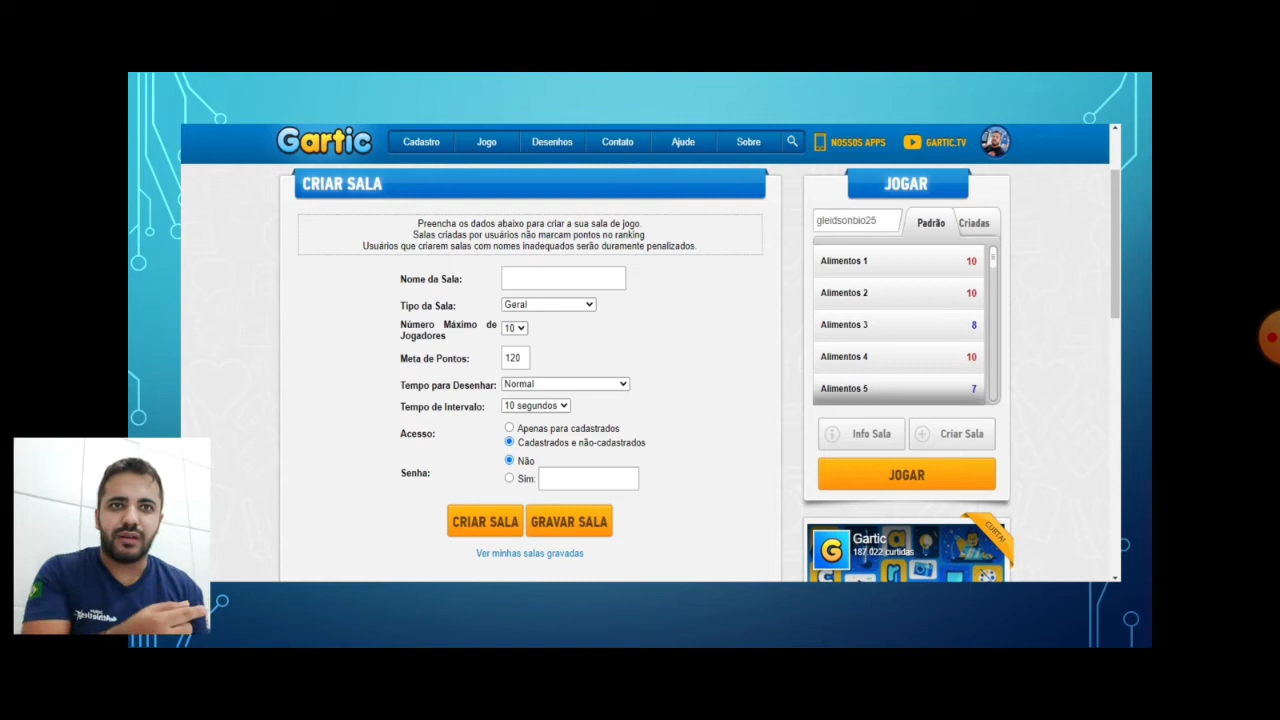 Gartic
Cadastro
Jogo
Desenhos
Contato
Ajude
Sobre
NOSSOS APPS
GARTIC.TV
CRIAR SALA
Preencha os dados abaixo para criar a sua sala de jogo.
Salas criadas por usuários não marcam pontos no ranking.
Usuários que criarem salas com nomes inadequados serão duramente penalizados.
Nome da Sala:
Tipo da Sala:
Geral
Número Máximo de
Jogadores
10
Meta de Pontos:
120
Tempo para Desenhar:
Normal
Tempo de Intervalo:
10 segundos
Acesso:
Apenas para cadastrados
Cadastrados e não-cadastrados
Senha:
Não
Sim:
CRIAR SALA
GRAVAR SALA
Ver minhas salas gravadas
JOGAR
gleidsonbio25
Padrão
Criadas
Alimentos 1 10
Alimentos 2 10
Alimentos 3 8
Alimentos 4 10
Alimentos 5 7
Info Sala
Criar Sala
JOGAR
CURTA!
G
Gartic
187.022 curtidas